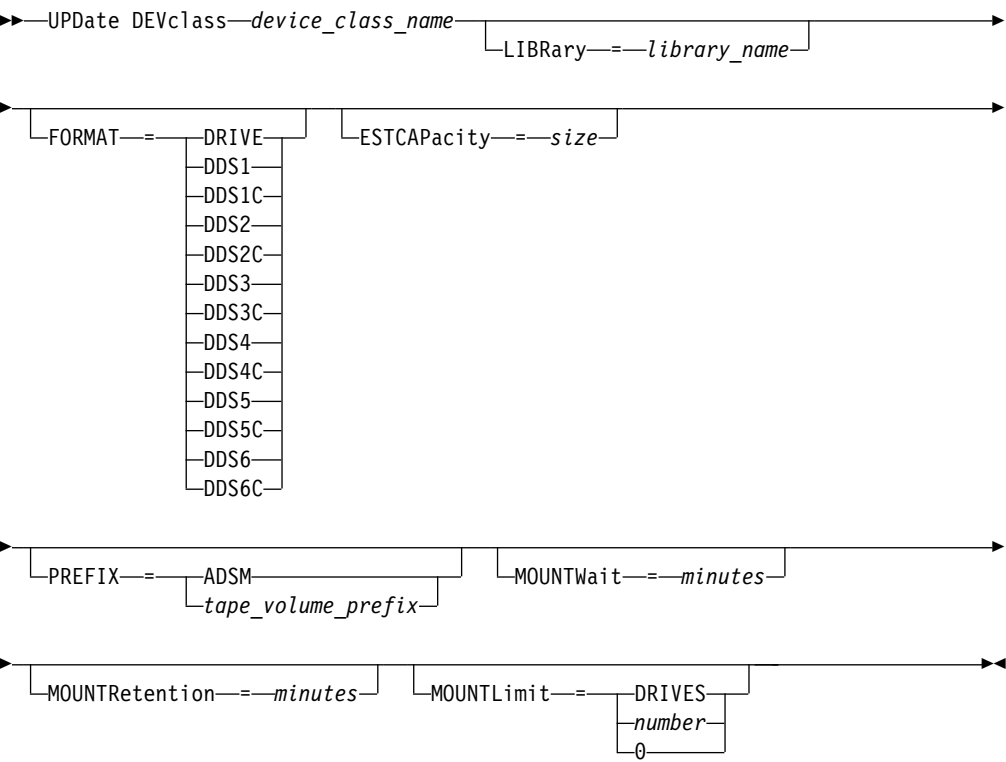 UPDate DEVclass device_class_name
LIBRary = library_name
FORMAT = DRIVE
DDS1
DDS1C
DDS2
DDS2C
DDS3
DDS3C
DDS4
DDS4C
DDS5
DDS5C
DDS6
DDS6C
ESTCAPacity = size
PREFIX = ADSM
tape_volume_prefix
MOUNTWait = minutes
MOUNTRetention = minutes
MOUNTLimit = DRIVES
number
0